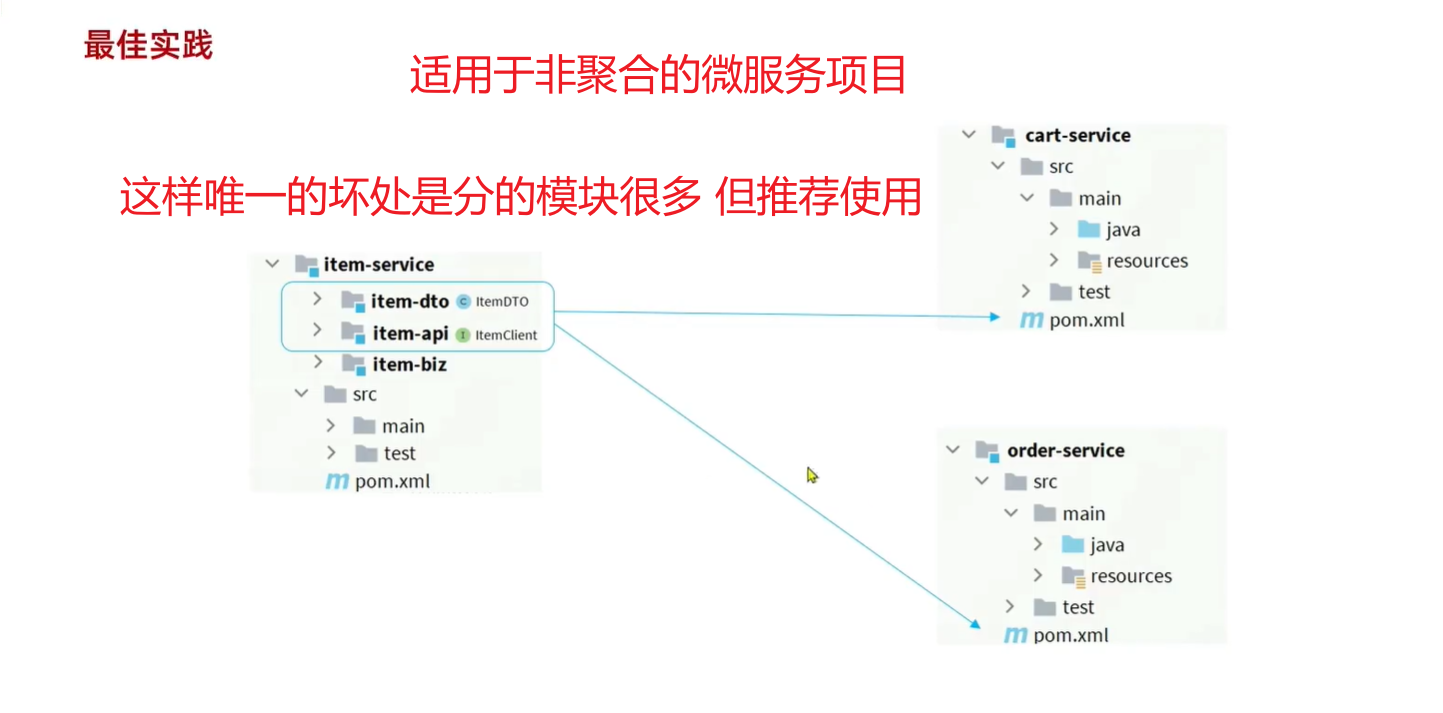 最佳实践
适用于非聚合的微服务项目
这样唯一的坏处是分的模块很多 但推荐使用
item-service
item-dto C ItemDTO
item-api I ItemClient
item-biz
src
main
test
m pom.xml
cart-service
src
main
java
resources
test
m pom.xml
order-service
src
main
java
resources
test
m pom.xml